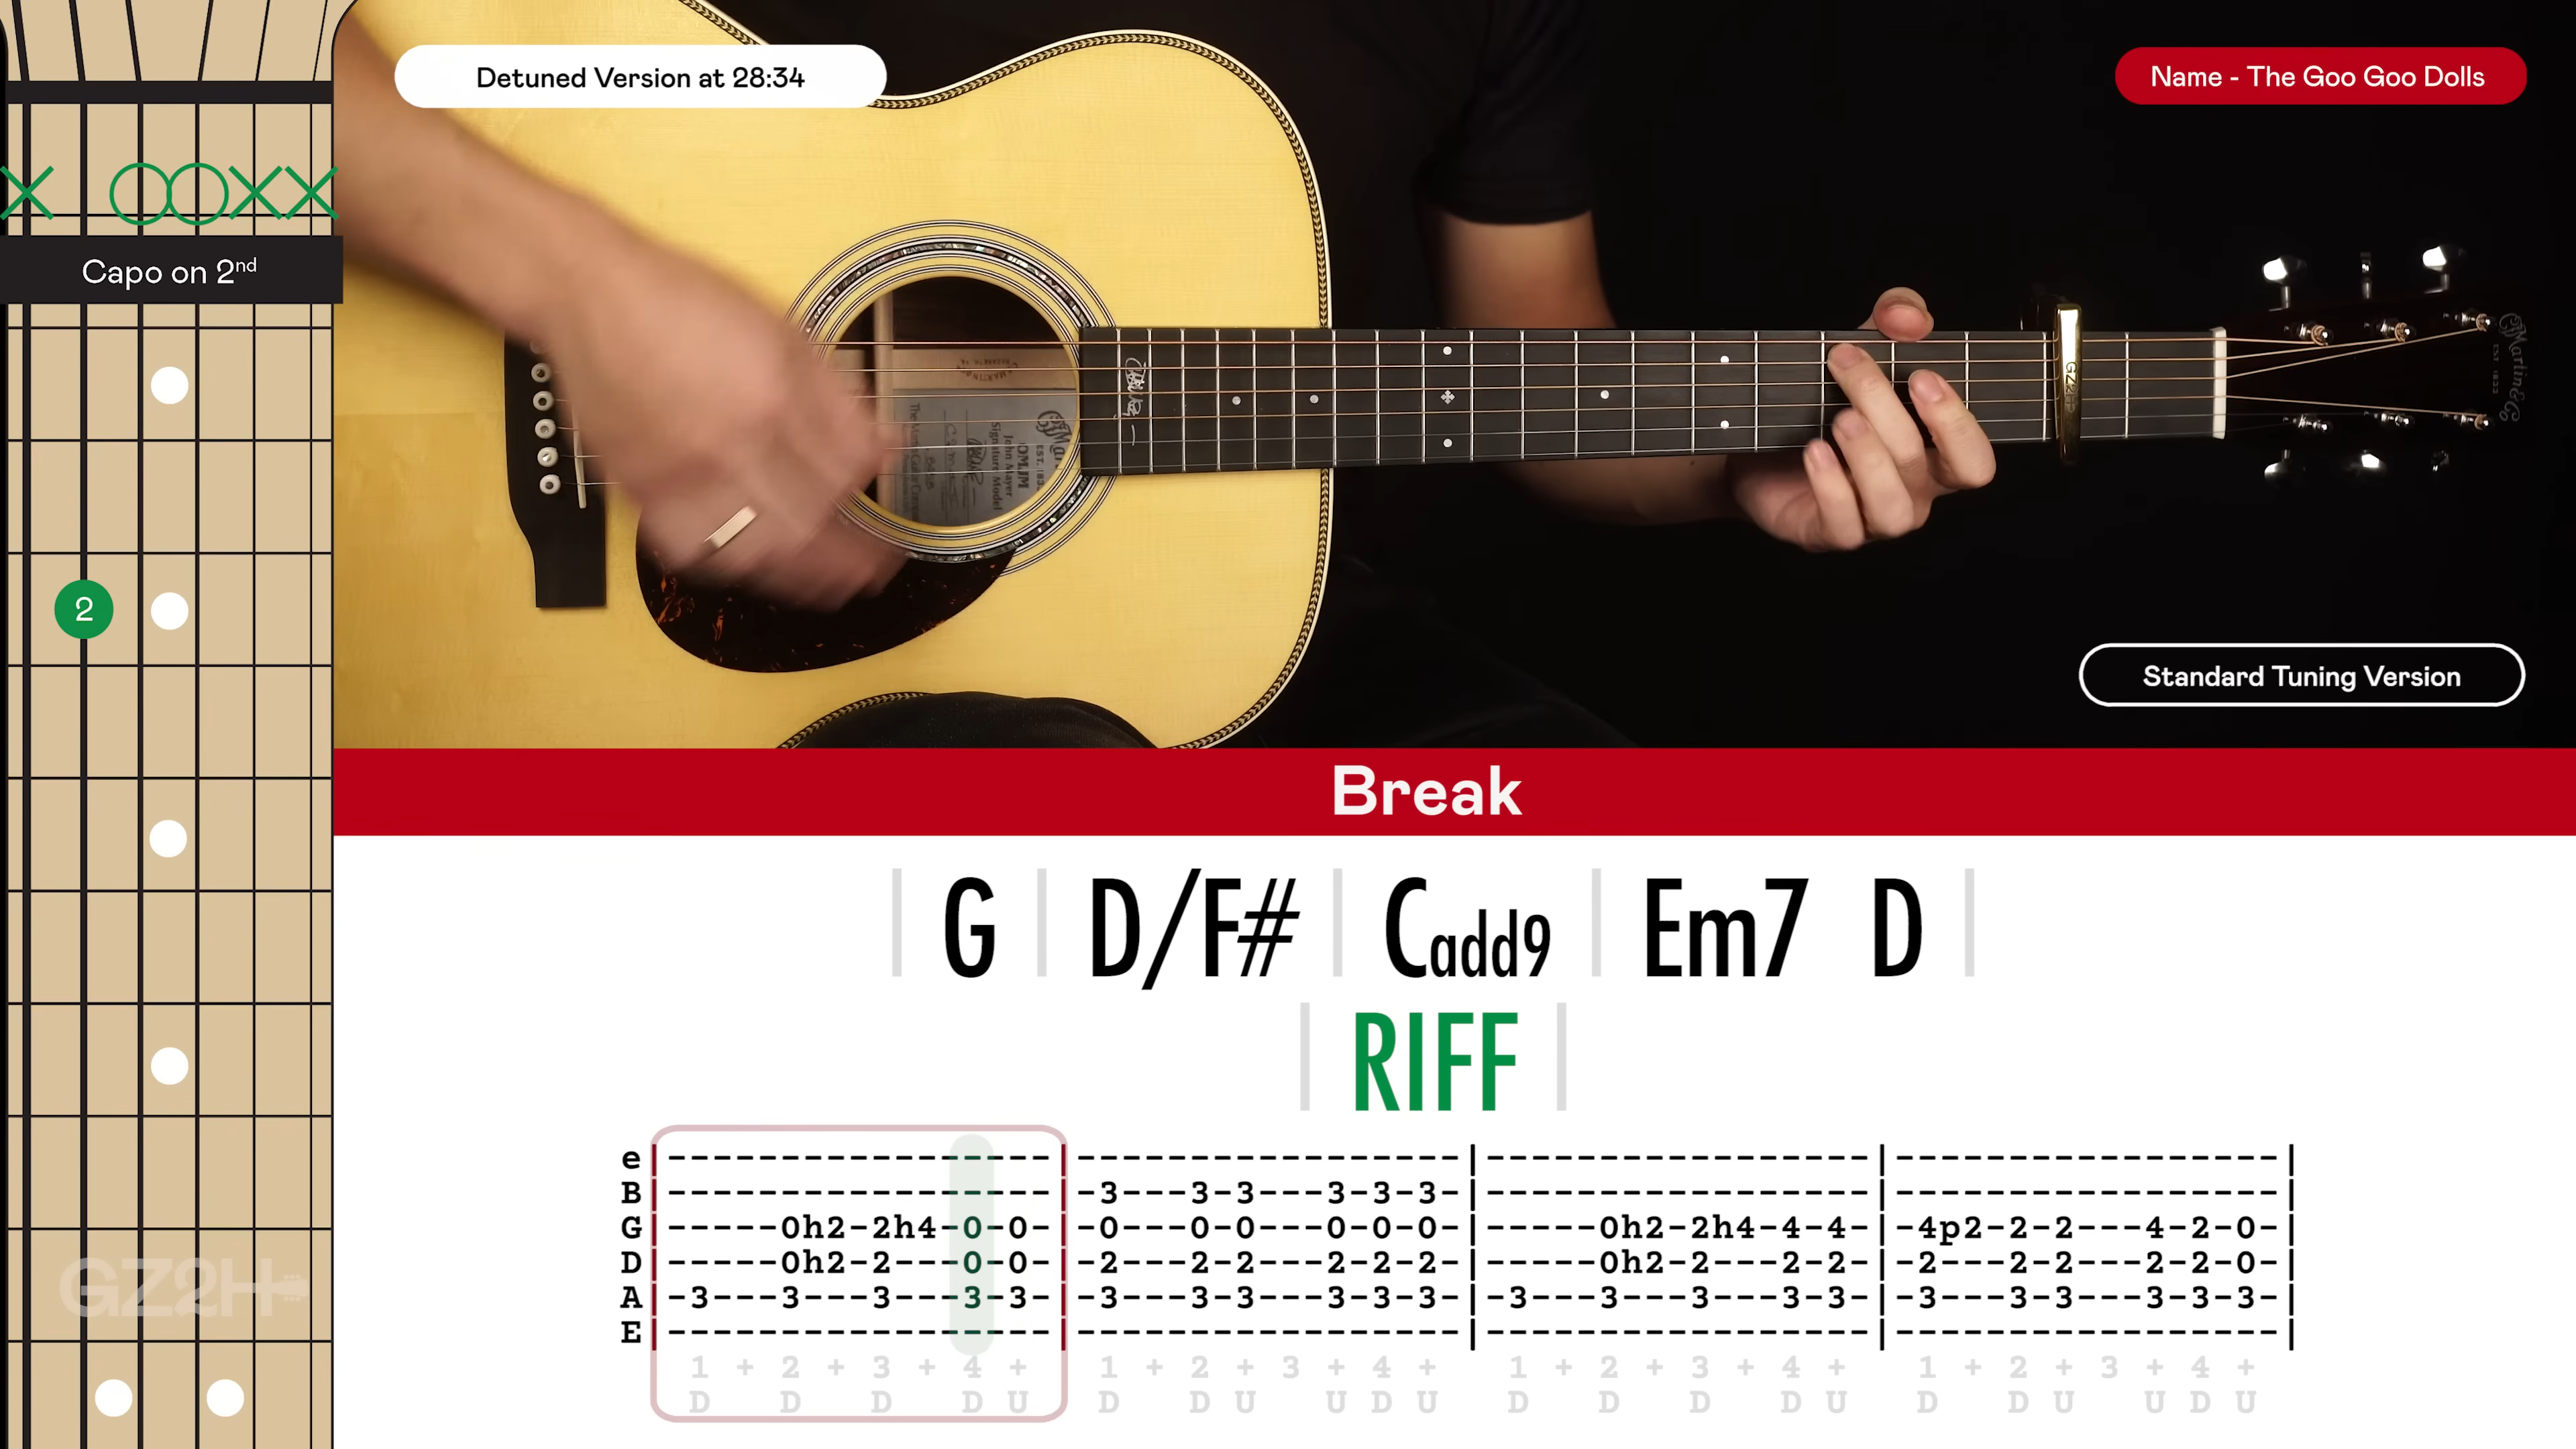 Detuned Version at 28:34
Name - The Goo Goo Dolls
X OOXX
Capo on 2nd
2
GZ2H
Standard Tuning Version
Break
| G | D/F# | Cadd9 | Em7 D |
| RIFF |
e|-----------------|-----------------|-----------------|-----------------|
B|-----------------|-3---3-3---3-3-3-|-----------------|-----------------|
G|-----0h2-2h4-0-0-|-0---0-0---0-0-0-|-----0h2-2h4-4-4-|-4p2-2-2---4-2-0-|
D|-----0h2-2---0-0-|-2---2-2---2-2-2-|-----0h2-2---2-2-|-2---2-2---2-2-0-|
A|-3---3---3---3-3-|-3---3-3---3-3-3-|-3---3---3---3-3-|-3---3-3---3-3-3-|
E|-----------------|-----------------|-----------------|-----------------|
1 + 2 + 3 + 4 + 1 + 2 + 3 + 4 + 1 + 2 + 3 + 4 + 1 + 2 + 3 + 4 +
D D D D U D D U U D U D D D D U D D U U D U